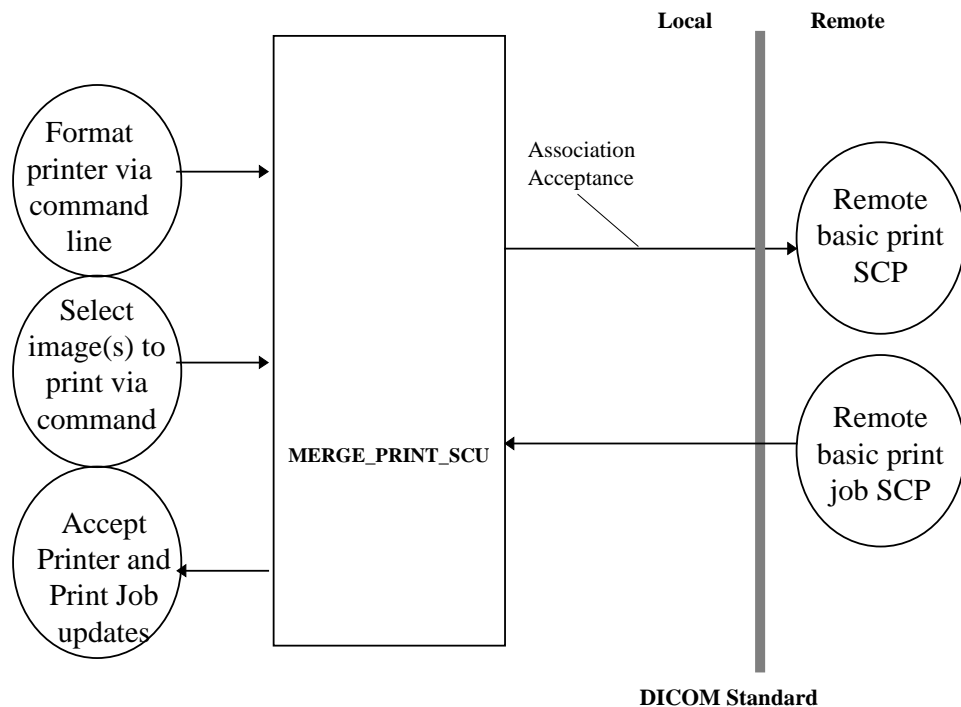 Local
Remote
Format
printer via
command
line
Association
Acceptance
Remote
basic print
SCP
Select
image(s) to
print via
command
MERGE_PRINT_SCU
Remote
basic print
job SCP
Accept
Printer and
Print Job
updates
DICOM Standard